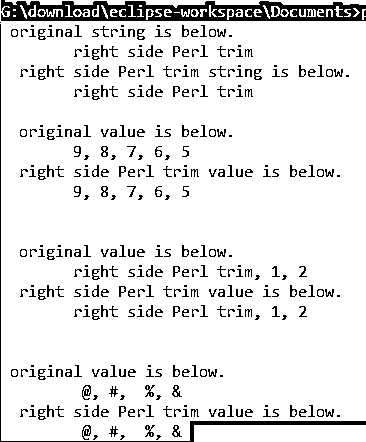 G:\download\eclipse-workspace\Documents>p
original string is below.
right side Perl trim
right side Perl trim string is below.
right side Perl trim
original value is below.
9, 8, 7, 6, 5
right side Perl trim value is below.
9, 8, 7, 6, 5
original value is below.
right side Perl trim, 1, 2
right side Perl trim value is below.
right side Perl trim, 1, 2
original value is below.
@, #,  %, &
right side Perl trim value is below.
@, #,  %, &